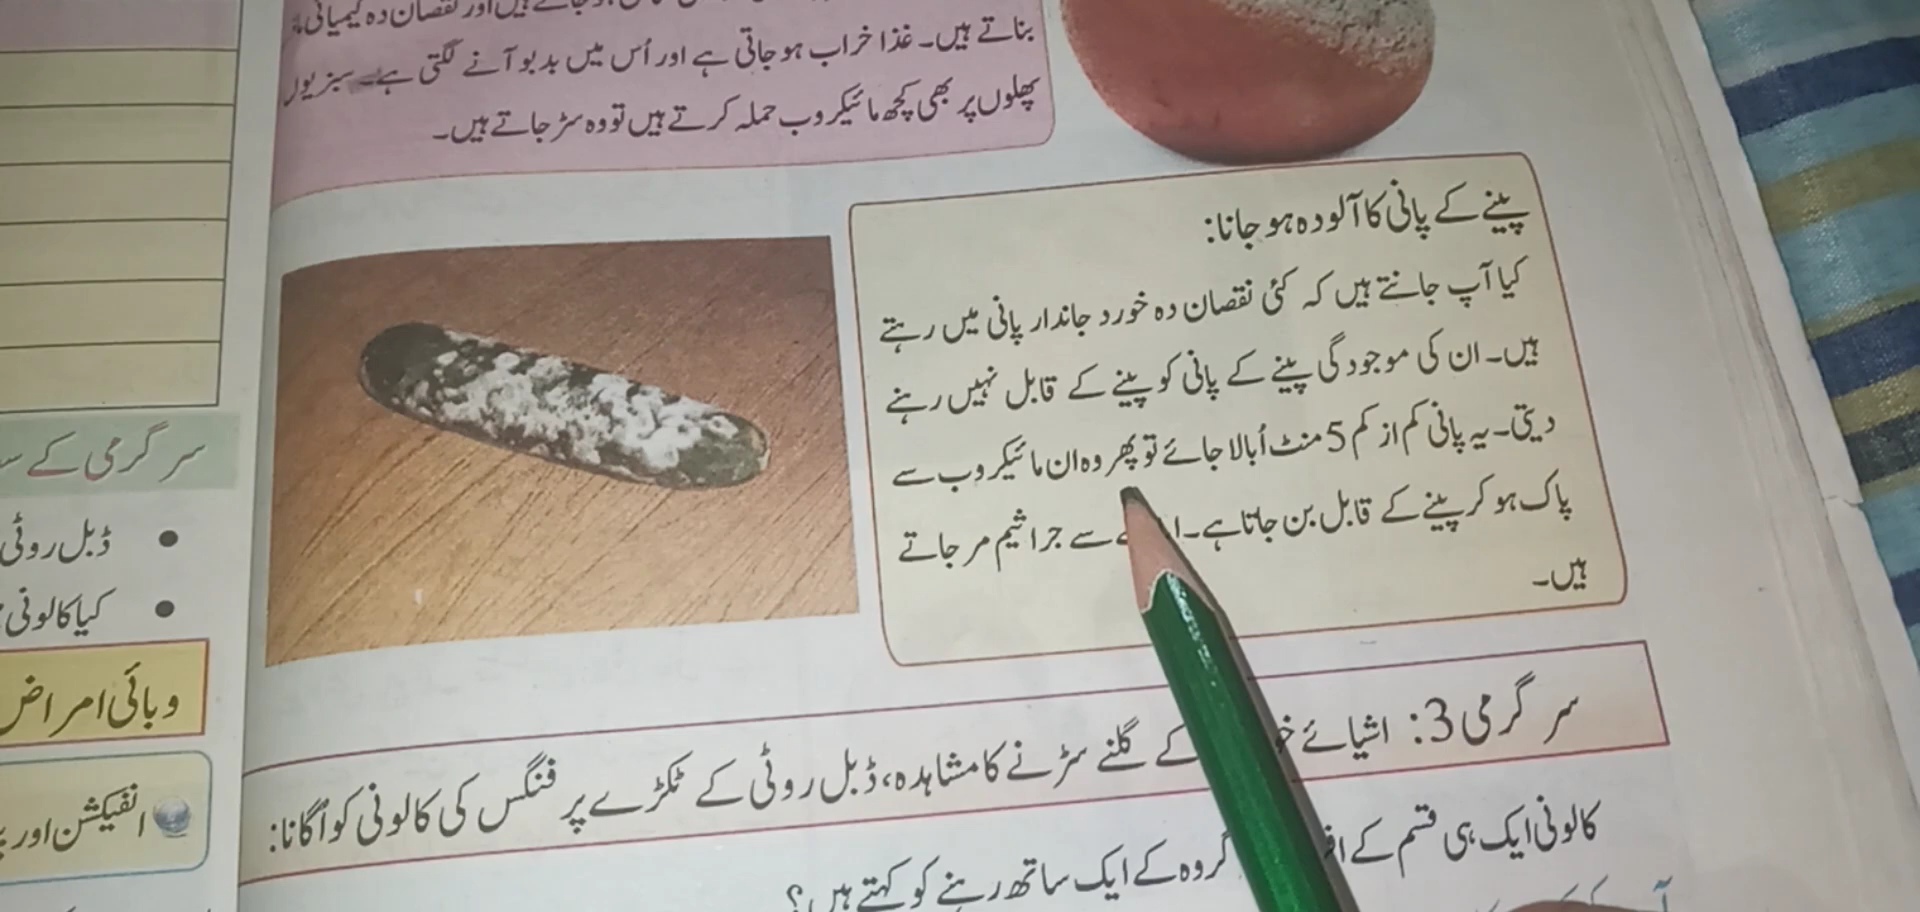 نقصان دہ کیمیائی
بناتے ہیں۔ غذا خراب ہو جاتی ہے اور اُس میں بدبو آنے لگتی ہے۔ سبزیوں
پھلوں پر بھی کچھ مائیکروب حملہ کرتے ہیں تو وہ سڑ جاتے ہیں۔
پینے کے پانی کا آلودہ ہو جانا:
کیا آپ جانتے ہیں کہ کئی نقصان دہ خورد جاندار پانی میں رہتے
ہیں۔ ان کی موجودگی پینے کے پانی کو پینے کے قابل نہیں رہنے
دیتی۔ یہ پانی کم از کم 5 منٹ اُبالا جائے تو پھر وہ ان مائیکروب سے
پاک ہو کر پینے کے قابل بن جاتا ہے۔ سے جراثیم مر جاتے
ہیں۔
سرگرمی 3: اشیائے کے گلنے سڑنے کا مشاہدہ، ڈبل روٹی کے ٹکڑے پر فنگس کی کالونی کو اُگانا:
کالونی ایک ہی قسم کے گروہ کے ایک ساتھ رہنے کو کہتے ہیں؟
سرگرمی کے
• ڈبل روٹی
• کیا کالونی
وبائی امراض
انفیکشن اور